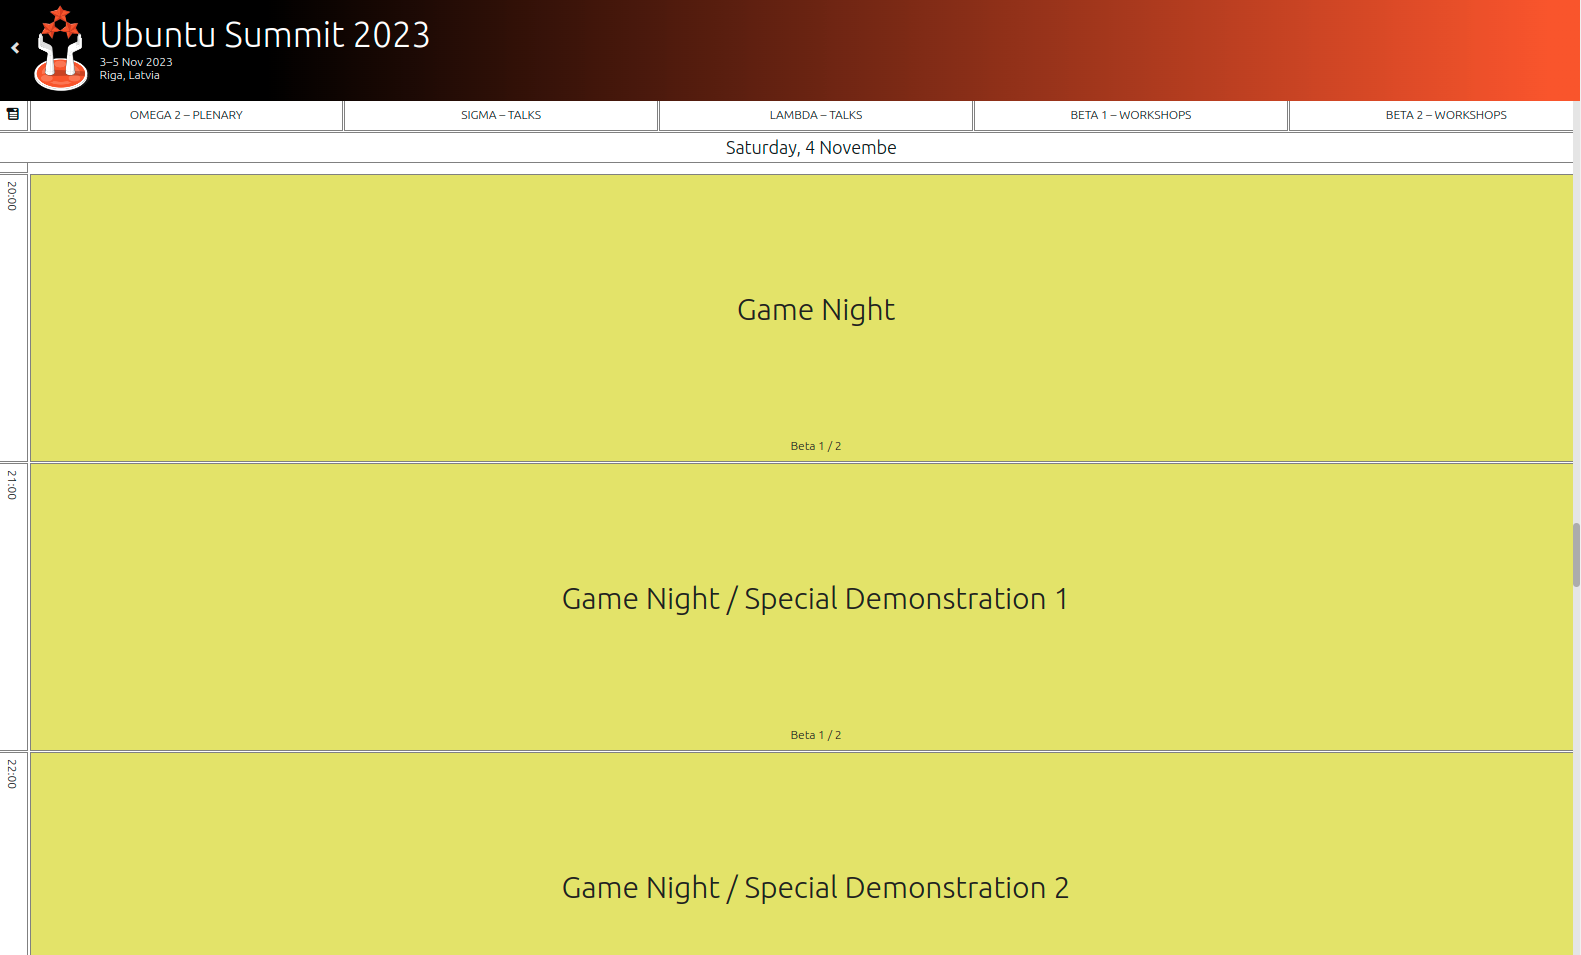 Ubuntu Summit 2023
3–5 Nov 2023
Riga, Latvia
OMEGA 2 – PLENARY
SIGMA – TALKS
LAMBDA – TALKS
BETA 1 – WORKSHOPS
BETA 2 – WORKSHOPS
Saturday, 4 Novembe
20:00
Game Night
Beta 1 / 2
21:00
Game Night / Special Demonstration 1
Beta 1 / 2
22:00
Game Night / Special Demonstration 2